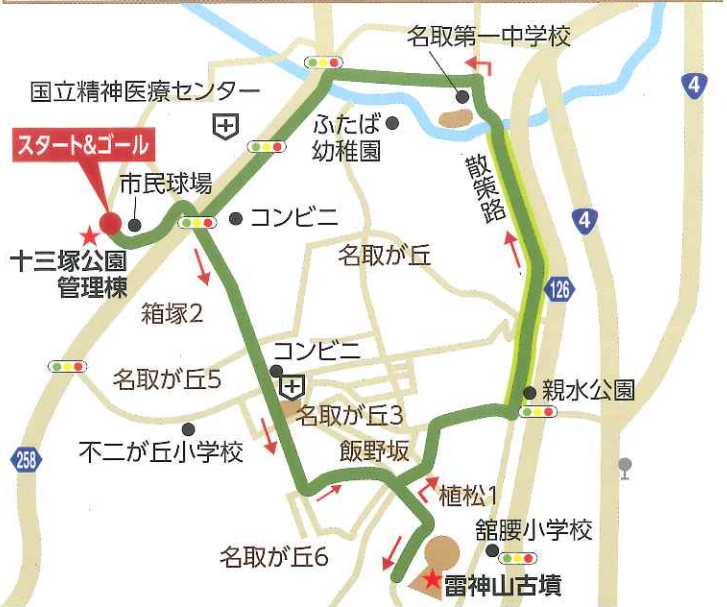 名取第一中学校
国立精神医療センター
4
ふたば
幼稚園
スタート&ゴール
市民球場
散策路
コンビニ
4
十三塚公園
管理棟
名取が丘
126
箱塚2
コンビニ
名取が丘5
親水公園
名取が丘3
不二が丘小学校
飯野坂
258
植松1
舘腰小学校
名取が丘6
雷神山古墳